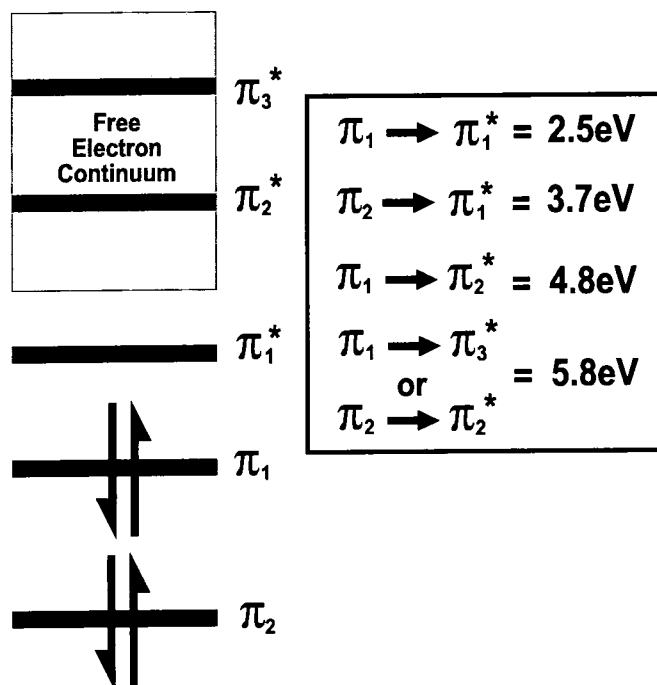 π₃*
Free
Electron
Continuum
π₂*
π₁*
π₁
π₂
π₁ → π₁* = 2.5eV
π₂ → π₁* = 3.7eV
π₁ → π₂* = 4.8eV
π₁ → π₃*
or
= 5.8eV
π₂ → π₂*